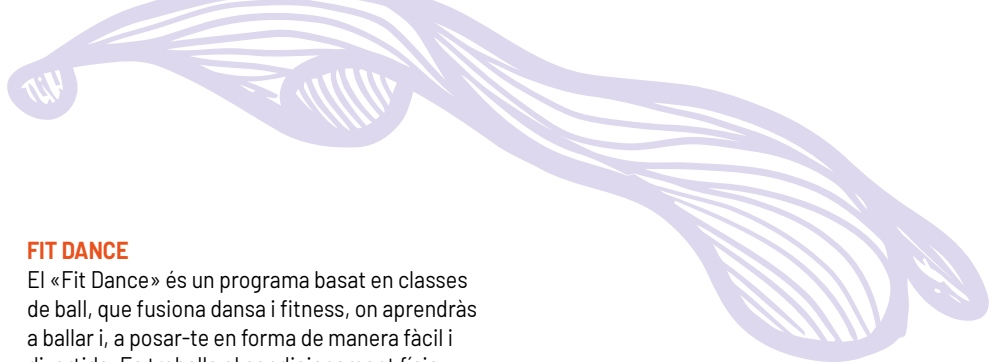 FIT DANCE
El «Fit Dance» és un programa basat en classes
de ball, que fusiona dansa i fitness, on aprendràs
a ballar i, a posar-te en forma de manera fàcil i